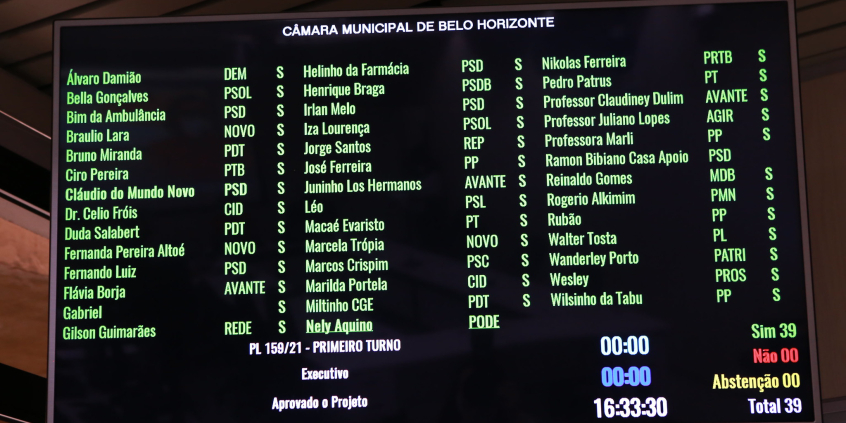 CÂMARA MUNICIPAL DE BELO HORIZONTE
Álvaro Damião DEM S Helinho da Farmácia PSD S Nikolas Ferreira PRTB S
Bella Gonçalves PSOL S Henrique Braga PSDB S Pedro Patrus PT S
Bim da Ambulância PSD S Irlan Melo PSD S Professor Claudiney Dulim AVANTE S
Braulio Lara NOVO S Iza Lourença PSOL S Professor Juliano Lopes AGIR S
Bruno Miranda PDT S Jorge Santos REP S Professora Marli PP S
Ciro Pereira PTB S José Ferreira PP S Ramon Bibiano Casa Apoio PSD
Cláudio do Mundo Novo PSD S Juninho Los Hermanos AVANTE S Reinaldo Gomes MDB S
Dr. Celio Fróis CID S Léo PSL S Rogerio Alkimim PMN S
Duda Salabert PDT S Macaé Evaristo PT S Rubão PP S
Fernanda Pereira Altoé NOVO S Marcela Trópia NOVO S Walter Tosta PL S
Fernando Luiz PSD S Marcos Crispim PSC S Wanderley Porto PATRI S
Flávia Borja AVANTE S Marilda Portela CID S Wesley PROS S
Gabriel S Miltinho CGE PDT S Wilsinho da Tabu PP S
Gilson Guimarães REDE S Nely Aquino PODE
PL 159/21 - PRIMEIRO TURNO 00:00 Sim 39
Executivo 00:00 Não 00
Abstenção 00
Aprovado o Projeto 16:33:30 Total 39